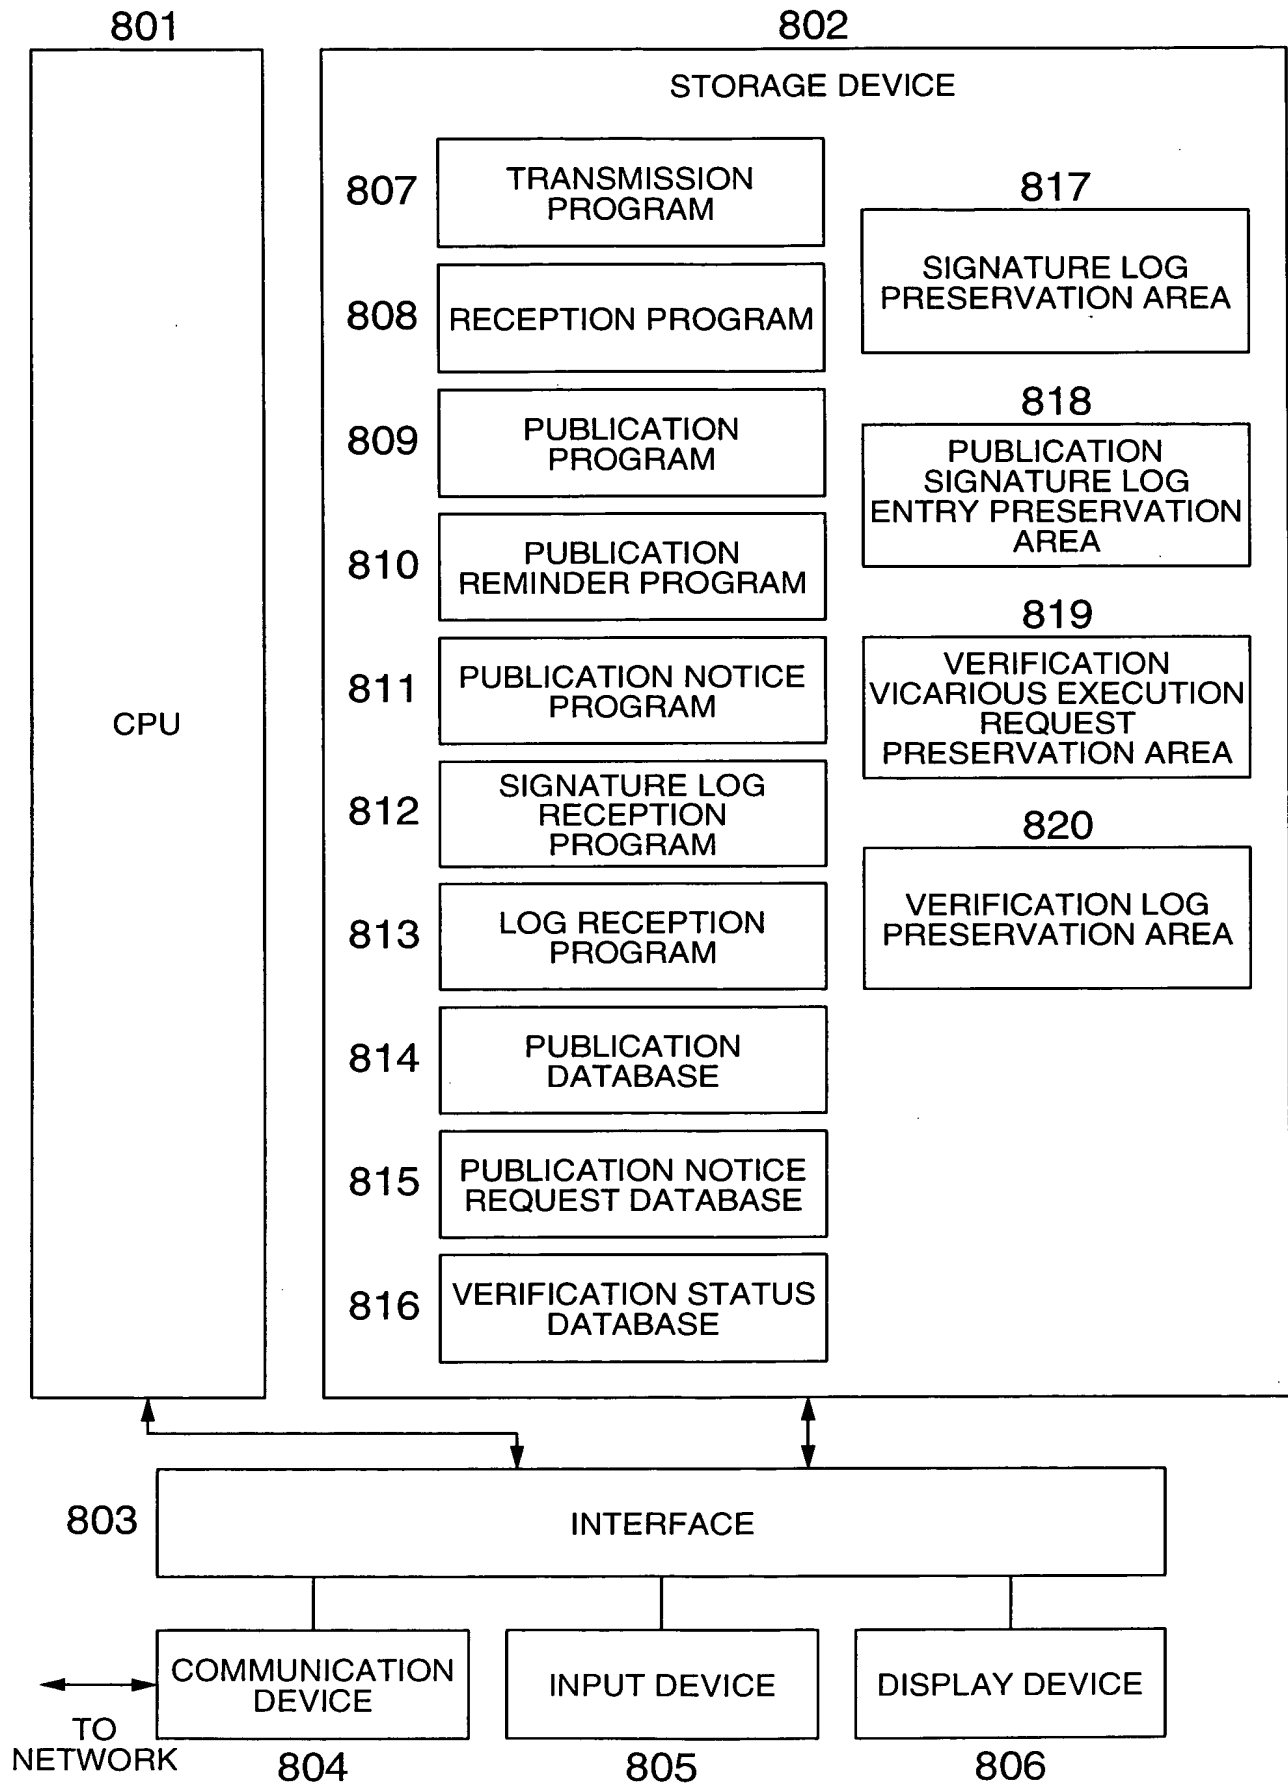 801
802
CPU
STORAGE DEVICE
807
TRANSMISSION
PROGRAM
808
RECEPTION PROGRAM
809
PUBLICATION
PROGRAM
810
PUBLICATION
REMINDER PROGRAM
811
PUBLICATION NOTICE
PROGRAM
812
SIGNATURE LOG
RECEPTION
PROGRAM
813
LOG RECEPTION
PROGRAM
814
PUBLICATION
DATABASE
815
PUBLICATION NOTICE
REQUEST DATABASE
816
VERIFICATION STATUS
DATABASE
817
SIGNATURE LOG
PRESERVATION AREA
818
PUBLICATION
SIGNATURE LOG
ENTRY PRESERVATION
AREA
819
VERIFICATION
VICARIOUS EXECUTION
REQUEST
PRESERVATION AREA
820
VERIFICATION LOG
PRESERVATION AREA
803
INTERFACE
COMMUNICATION
DEVICE
INPUT DEVICE
DISPLAY DEVICE
TO
NETWORK
804
805
806